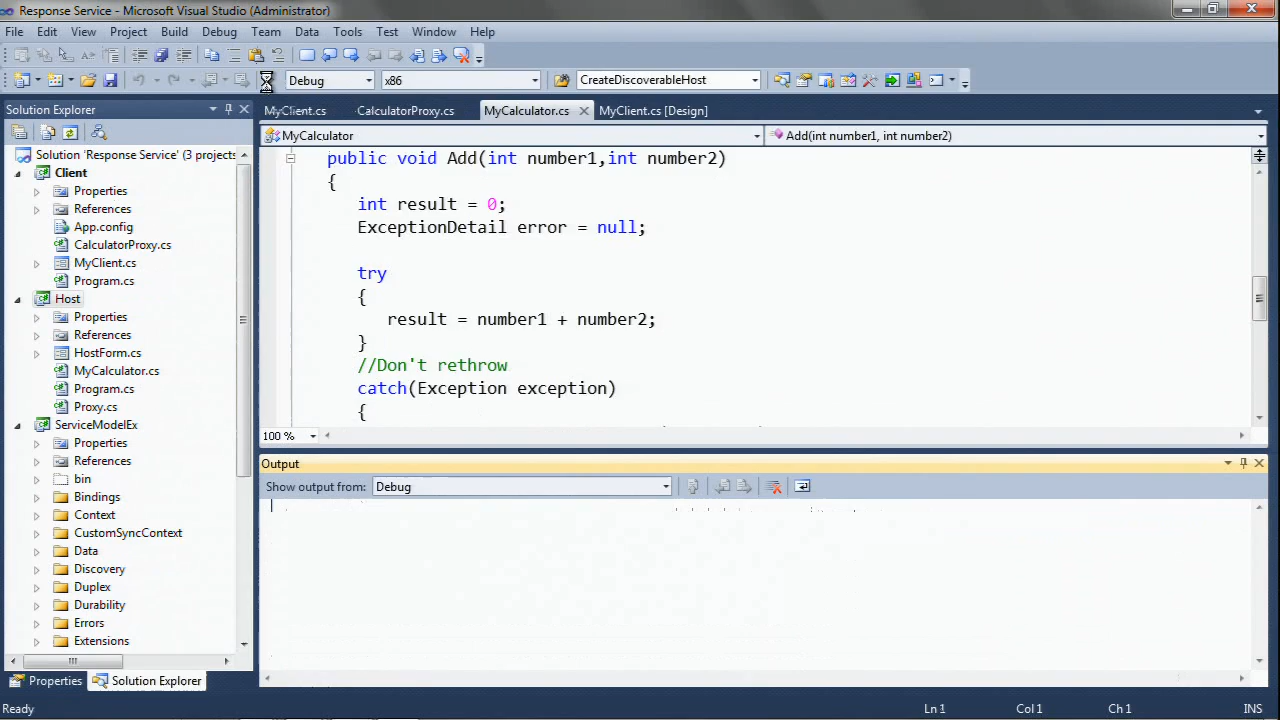 Response Service - Microsoft Visual Studio (Administrator)
File Edit View Project Build Debug Team Data Tools Test Window Help
Debug x86 CreateDiscoverableHost
Solution Explorer
Solution 'Response Service' (3 projects
Client
Properties
References
App.config
CalculatorProxy.cs
MyClient.cs
Program.cs
Host
Properties
References
HostForm.cs
MyCalculator.cs
Program.cs
Proxy.cs
ServiceModelEx
Properties
References
bin
Bindings
Context
CustomSyncContext
Data
Discovery
Duplex
Durability
Errors
Extensions
Properties Solution Explorer
MyClient.cs CalculatorProxy.cs MyCalculator.cs MyClient.cs [Design]
MyCalculator Add(int number1, int number2)
public void Add(int number1,int number2)
{
int result = 0;
ExceptionDetail error = null;
try
{
result = number1 + number2;
}
//Don't rethrow
catch(Exception exception)
{
100 %
Output
Show output from: Debug
Ready Ln 1 Col 1 Ch 1 INS